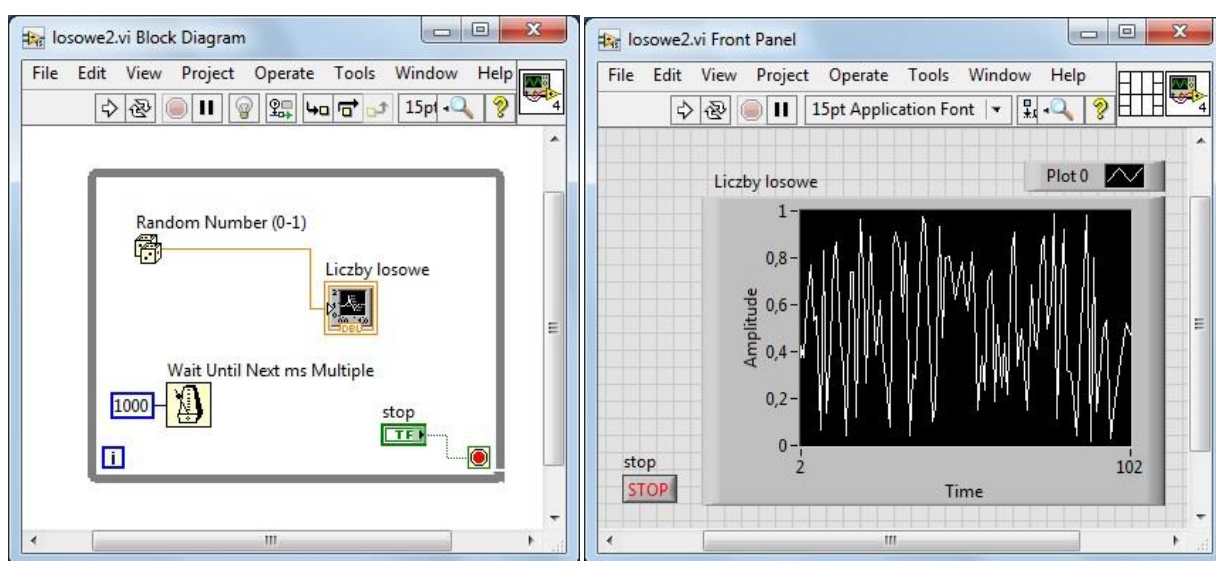 losowe2.vi Block Diagram
File Edit View Project Operate Tools Window Help
15pt
4
Random Number (0-1)
Liczby losowe
DBL
Wait Until Next ms Multiple
1000
stop
TF
i
losowe2.vi Front Panel
File Edit View Project Operate Tools Window Help
15pt Application Font
4
Liczby losowe
Plot 0
1
0,8
0,6
0,4
0,2
0
Amplitude
2
102
Time
stop
STOP